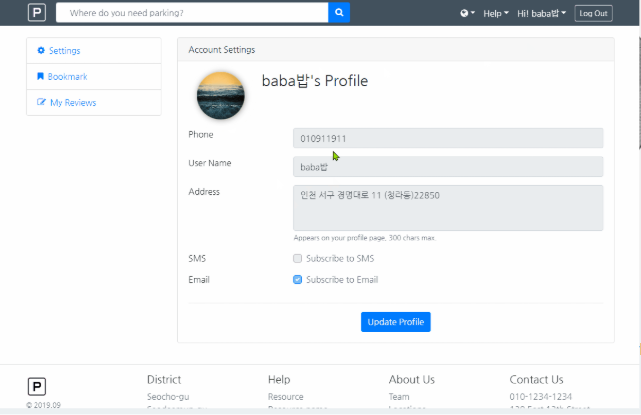 P Where do you need parking? Help Hi! baba밥 Log Out
Settings
Bookmark
My Reviews
Account Settings
baba밥's Profile
Phone 010911911
User Name baba밥
Address 인천 서구 경명대로 11 (청라동)22850
Appears on your profile page, 300 chars max.
SMS Subscribe to SMS
Email Subscribe to Email
Update Profile
P District Help About Us Contact Us
Seocho-gu Resource Team 010-1234-1234
© 2019.09 Resource name Locations